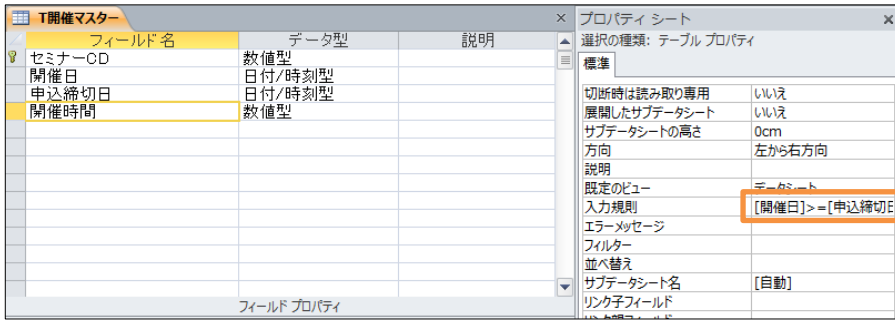 T開催マスター
フィールド名 データ型 説明
セミナーCD 数値型
開催日 日付/時刻型
申込締切日 日付/時刻型
開催時間 数値型
フィールド プロパティ
プロパティ シート
選択の種類: テーブル プロパティ
標準
切断時は読み取り専用 いいえ
展開したサブデータシート いいえ
サブデータシートの高さ 0cm
方向 左から右方向
説明
既定のビュー データシート
入力規則 [開催日]>=[申込締切日
エラーメッセージ
フィルター
並べ替え
サブデータシート名 [自動]
リンク子フィールド